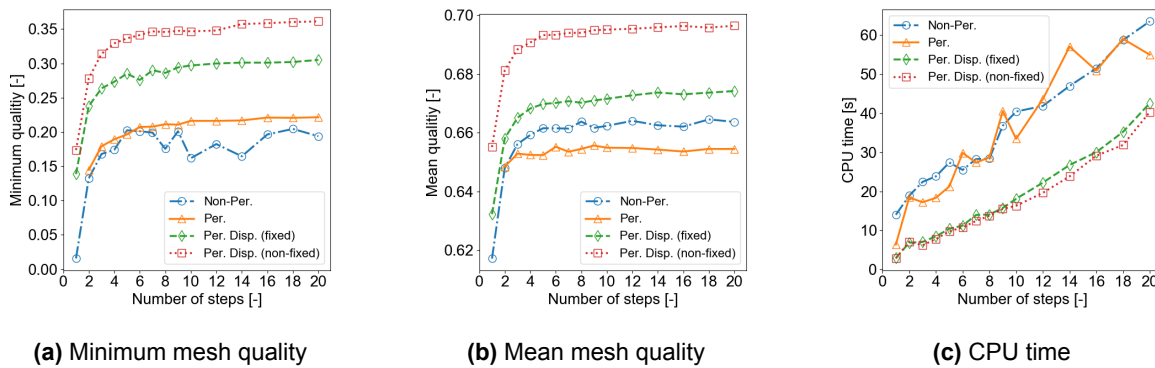 Minimum qualitiy [-]
0.35
0.30
0.25
0.20
0.15
0.10
0.05
0.00
Non-Per.
Per.
Per. Disp. (fixed)
Per. Disp. (non-fixed)
0 2 4 6 8 10 12 14 16 18 20
Number of steps [-]
(a) Minimum mesh quality
Mean mesh qualtiy [-]
0.70
0.68
0.66
0.64
0.62
Non-Per.
Per.
Per. Disp. (fixed)
Per. Disp. (non-fixed)
0 2 4 6 8 10 12 14 16 18 20
Number of steps [-]
(b) Mean mesh quality
CPU time [s]
60
50
40
30
20
10
0
Non-Per.
Per.
Per. Disp. (fixed)
Per. Disp. (non-fixed)
0 2 4 6 8 10 12 14 16 18 20
Number of steps [-]
(c) CPU time